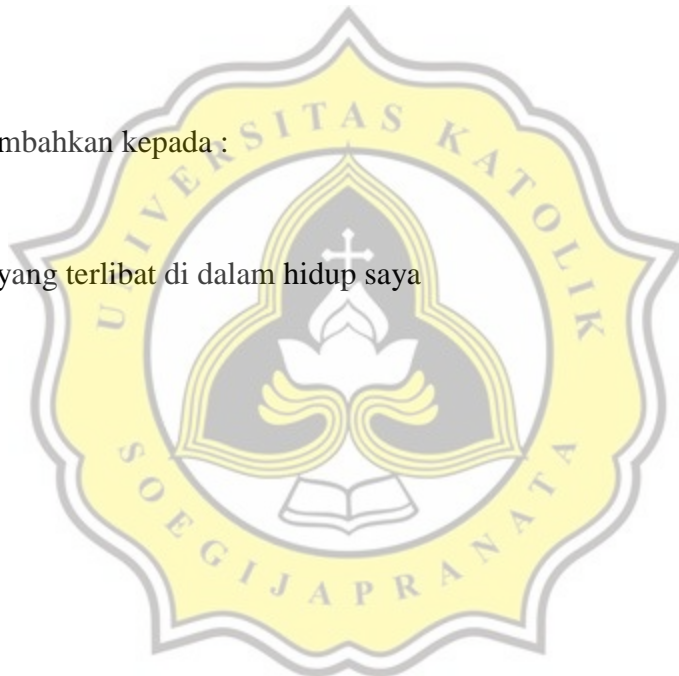 mbahkan kepada :
yang terlibat di dalam hidup saya
UNIVERSITAS KATOLIK
SOEGIJAPRANATA